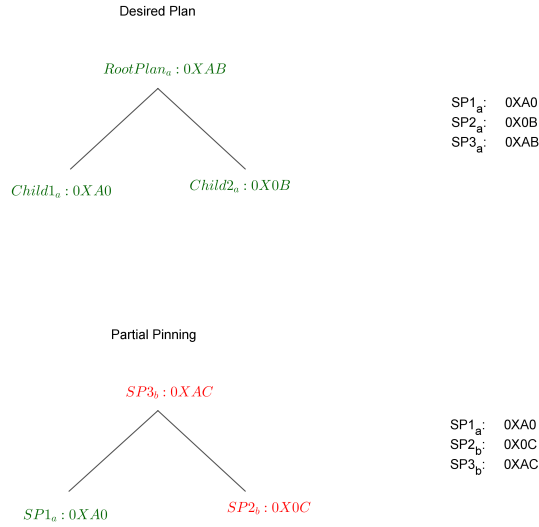 Desired Plan
RootPlan_a : 0XAB
SP1_a: 0XA0
SP2_a: 0X0B
SP3_a: 0XAB
Child1_a : 0XA0
Child2_a : 0X0B
Partial Pinning
SP3_b : 0XAC
SP1_a: 0XA0
SP2_b: 0X0C
SP3_b: 0XAC
SP1_a : 0XA0
SP2_b : 0X0C